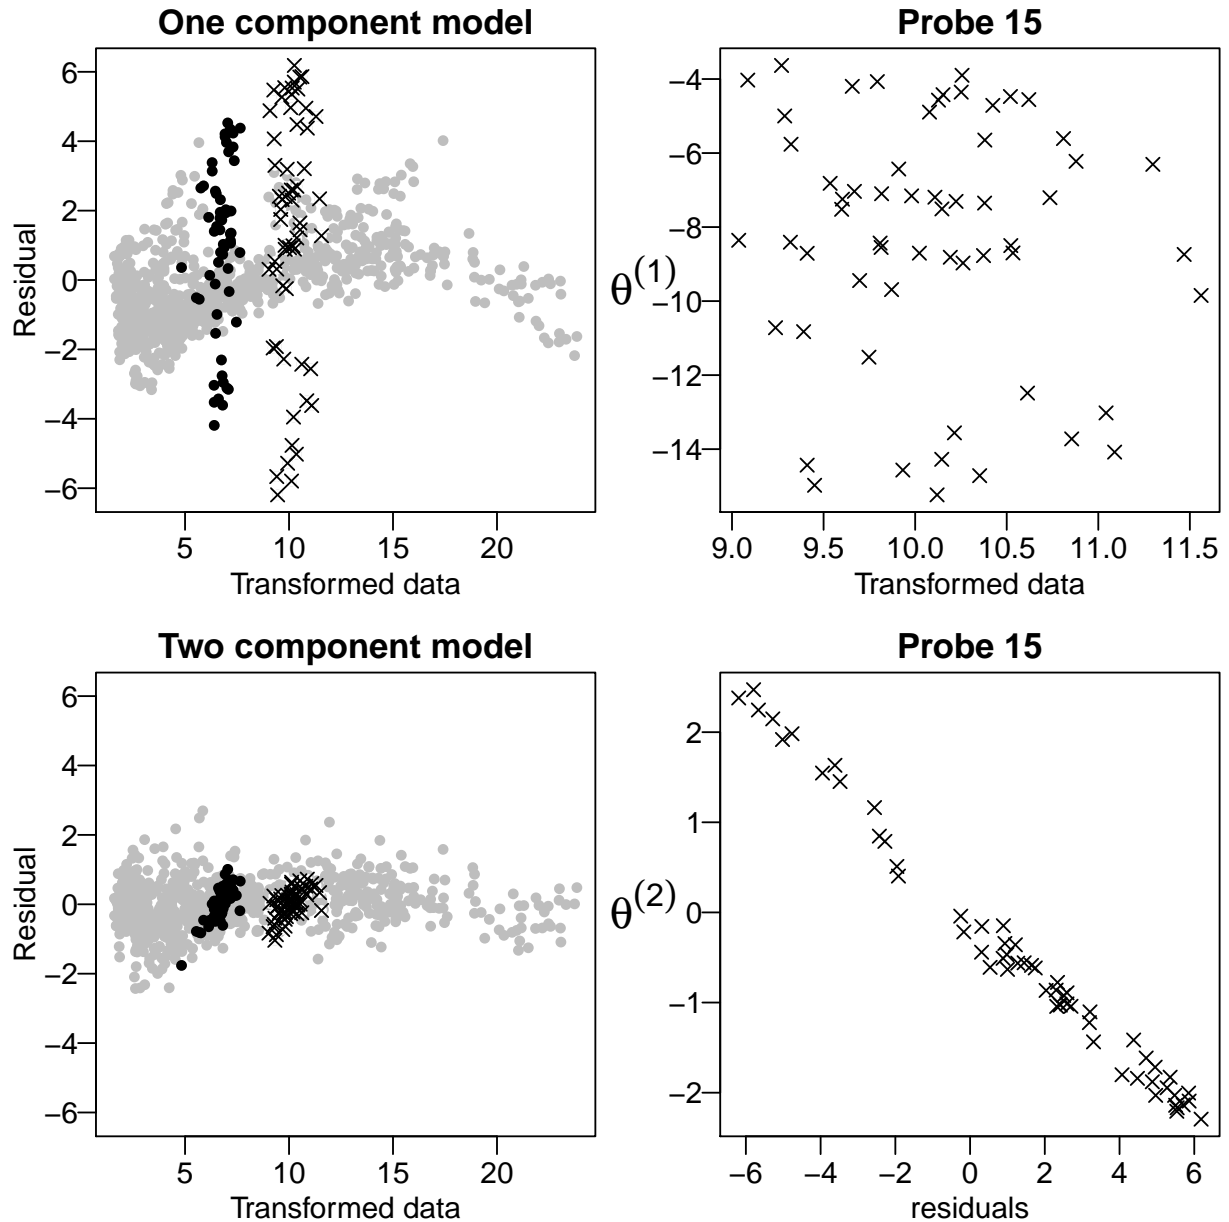 One component model
Residual
6
4
2
0
−2
−4
−6
5 10 15 20
Transformed data
Probe 15
θ(1)
−4
−6
−8
−10
−12
−14
9.0 9.5 10.0 10.5 11.0 11.5
Transformed data
Two component model
Residual
6
4
2
0
−2
−4
−6
5 10 15 20
Transformed data
Probe 15
θ(2)
2
1
0
−1
−2
−6 −4 −2 0 2 4 6
residuals